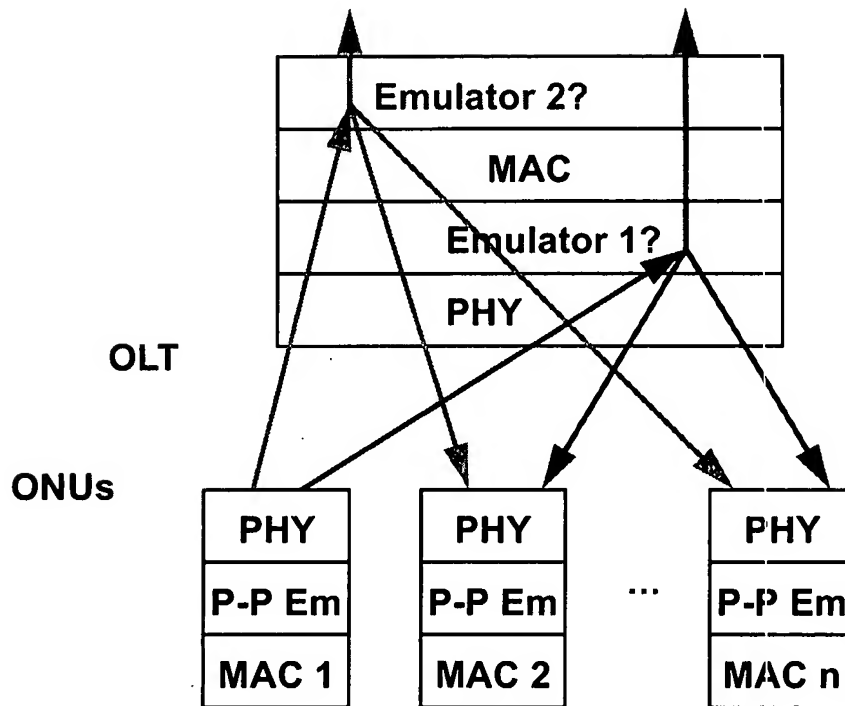 Emulator 2?
MAC
Emulator 1?
PHY
OLT
ONUs
PHY PHY PHY
P-P Em P-P Em ... P-P Em
MAC 1 MAC 2 MAC n